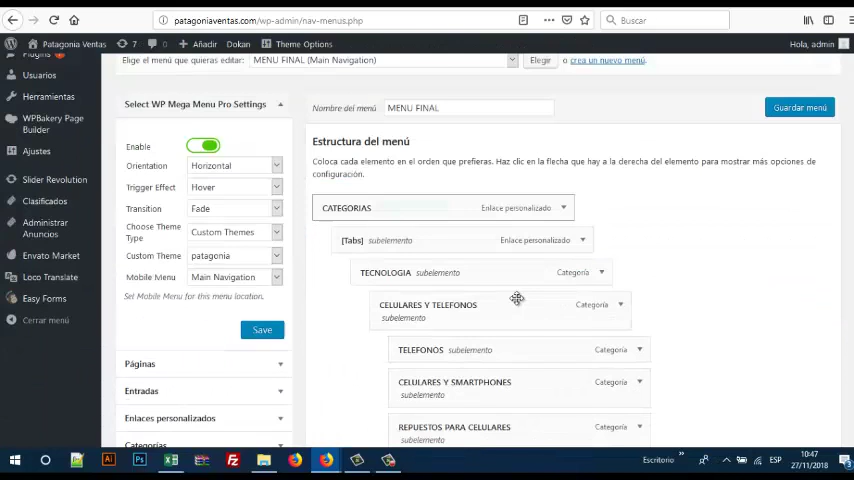 patagoniaventas.com/wp-admin/nav-menus.php
Buscar
Patagonia Ventas
7
0
Añadir
Dokan
Theme Options
Hola, admin
Plugins
Usuarios
Herramientas
WPBakery Page
Builder
Ajustes
Slider Revolution
Clasificados
Administrar
Anuncios
Envato Market
Loco Translate
Easy Forms
Cerrar menú
Elige el menú que quieras editar:
MENU FINAL (Main Navigation)
Elegir
o crea un nuevo menú.
Select WP Mega Menu Pro Settings
Enable
Orientation
Horizontal
Trigger Effect
Hover
Transition
Fade
Choose Theme
Type
Custom Themes
Custom Theme
patagonia
Mobile Menu
Main Navigation
Set Mobile Menu for this menu location.
Save
Páginas
Entradas
Enlaces personalizados
Categorías
Nombre del menú
MENU FINAL
Guardar menú
Estructura del menú
Coloca cada elemento en el orden que prefieras. Haz clic en la flecha que hay a la derecha del elemento para mostrar más opciones de
configuración.
CATEGORIAS
Enlace personalizado
[Tabs] subelemento
Enlace personalizado
TECNOLOGIA subelemento
Categoría
CELULARES Y TELEFONOS
subelemento
Categoría
TELEFONOS subelemento
Categoría
CELULARES Y SMARTPHONES
subelemento
Categoría
REPUESTOS PARA CELULARES
subelemento
Categoría
Ai
Ps
Fz
Escritorio
ESP
10:47
27/11/2018
3